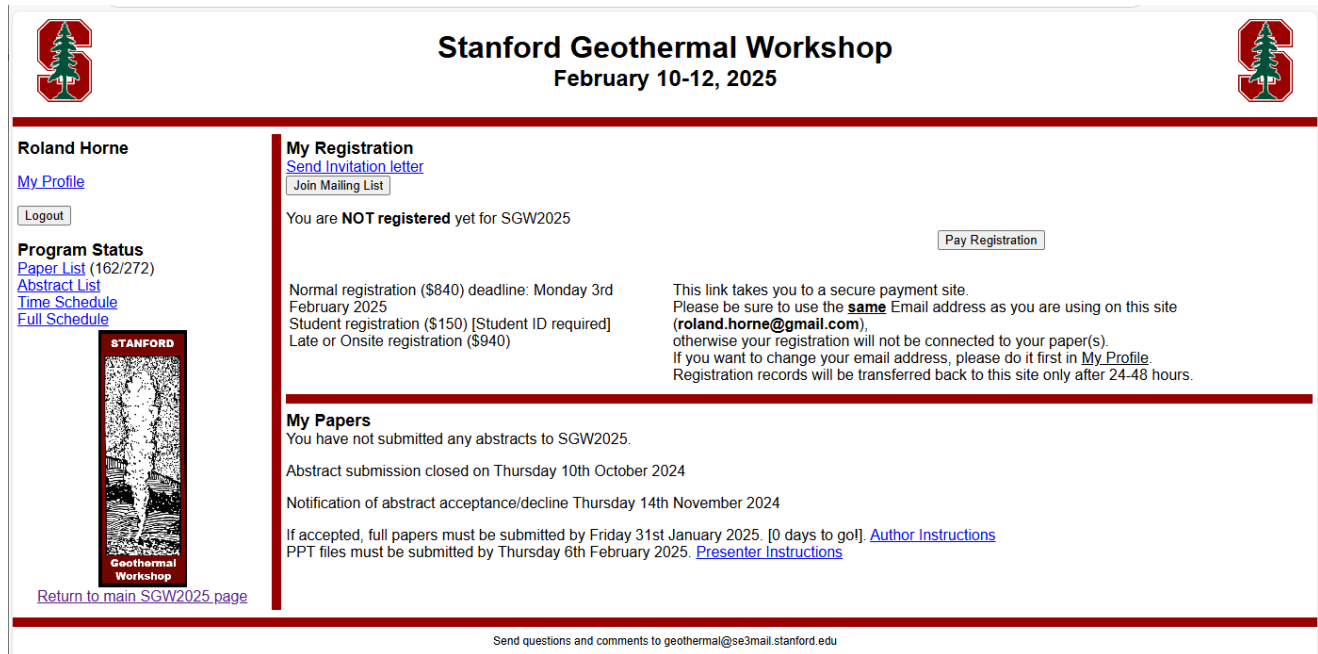 Stanford Geothermal Workshop
February 10-12, 2025
Roland Horne
My Profile
Logout
Program Status
Paper List (162/272)
Abstract List
Time Schedule
Full Schedule
STANFORD
Geothermal
Workshop
Return to main SGW2025 page
My Registration
Send Invitation letter
Join Mailing List
You are NOT registered yet for SGW2025
Pay Registration
Normal registration ($840) deadline: Monday 3rd
February 2025
Student registration ($150) [Student ID required]
Late or Onsite registration ($940)
This link takes you to a secure payment site.
Please be sure to use the same Email address as you are using on this site
(roland.horne@gmail.com),
otherwise your registration will not be connected to your paper(s).
If you want to change your email address, please do it first in My Profile.
Registration records will be transferred back to this site only after 24-48 hours.
My Papers
You have not submitted any abstracts to SGW2025.
Abstract submission closed on Thursday 10th October 2024
Notification of abstract acceptance/decline Thursday 14th November 2024
If accepted, full papers must be submitted by Friday 31st January 2025. [0 days to go!]. Author Instructions
PPT files must be submitted by Thursday 6th February 2025. Presenter Instructions
Send questions and comments to geothermal@se3mail.stanford.edu